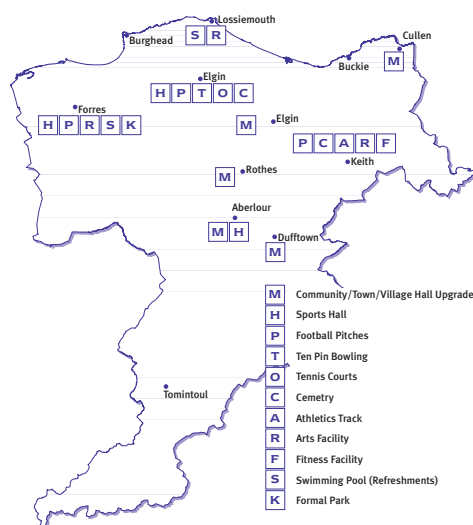 Lossiemouth
Burghead
S R
Cullen
Buckie
M
Elgin
H P T O C
Forres
H P R S K
M
Elgin
P C A R F
Keith
M
Rothes
Aberlour
M H
Dufftown
M
M Community/Town/Village Hall Upgrade
H Sports Hall
P Football Pitches
T Ten Pin Bowling
O Tennis Courts
C Cemetry
A Athletics Track
R Arts Facility
F Fitness Facility
S Swimming Pool (Refreshments)
K Formal Park
Tomintoul